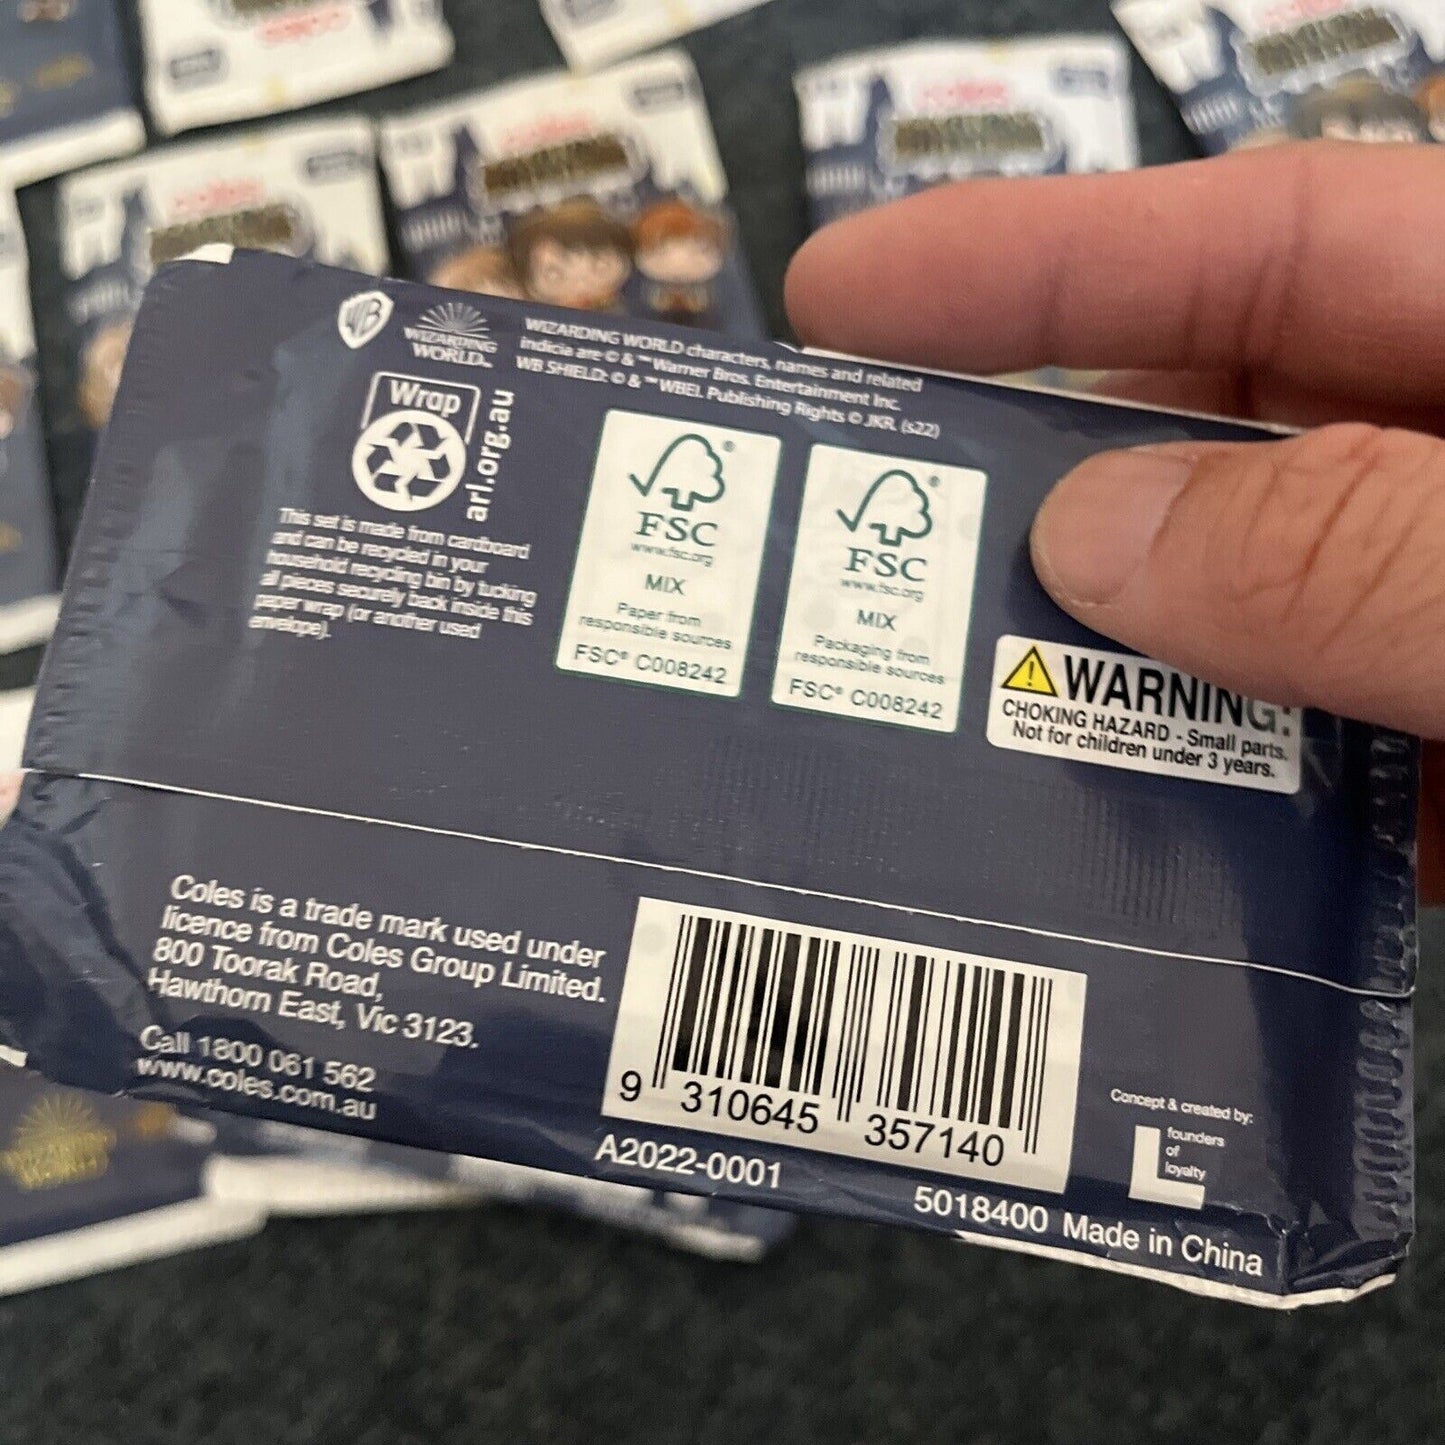 coles
coles
coles
WB
WIZARDING
WORLD™
WIZARDING WORLD characters, names and related
indicia are © & ™ Warner Bros. Entertainment Inc.
WB SHIELD: © & ™ WBEI. Publishing Rights © JKR. (s22)
Wrap
arl.org.au
This set is made from cardboard
and can be recycled in your
household recycling bin by tucking
all pieces securely back inside this
paper wrap (or another used
envelope).
®
FSC
www.fsc.org
MIX
Paper from
responsible sources
FSC® C008242
®
FSC
www.fsc.org
MIX
Packaging from
responsible sources
FSC® C008242
WARNING:
CHOKING HAZARD - Small parts.
Not for children under 3 years.
Coles is a trade mark used under
licence from Coles Group Limited.
800 Toorak Road,
Hawthorn East, Vic 3123.
Call 1800 061 562
www.coles.com.au
9 310645 357140
A2022-0001
5018400 Made in China
Concept & created by:
L founders
of
loyalty